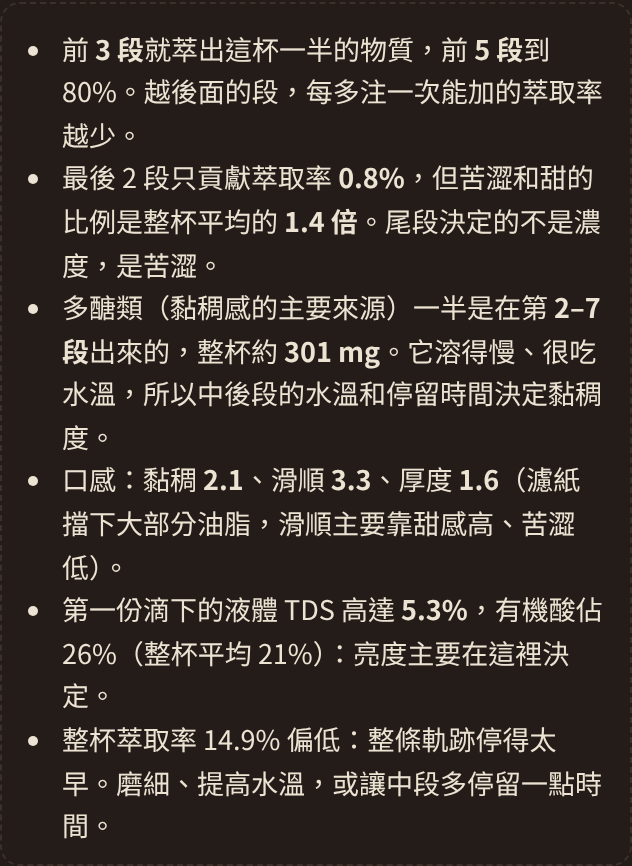 • 前 3 段就萃出這杯一半的物質，前 5 段到
80%。越後面的段，每多注一次能加的萃取率
越少。
• 最後 2 段只貢獻萃取率 0.8%，但苦澀和甜的
比例是整杯平均的 1.4 倍。尾段決定的不是濃
度，是苦澀。
• 多醣類（黏稠感的主要來源）一半是在第 2–7
段出來的，整杯約 301 mg。它溶得慢、很吃
水溫，所以中後段的水溫和停留時間決定黏稠
度。
• 口感：黏稠 2.1、滑順 3.3、厚度 1.6（濾紙
擋下大部分油脂，滑順主要靠甜感高、苦澀
低）。
• 第一份滴下的液體 TDS 高達 5.3%，有機酸佔
26%（整杯平均 21%）：亮度主要在這裡決
定。
• 整杯萃取率 14.9% 偏低：整條軌跡停得太
早。磨細、提高水溫，或讓中段多停留一點時
間。